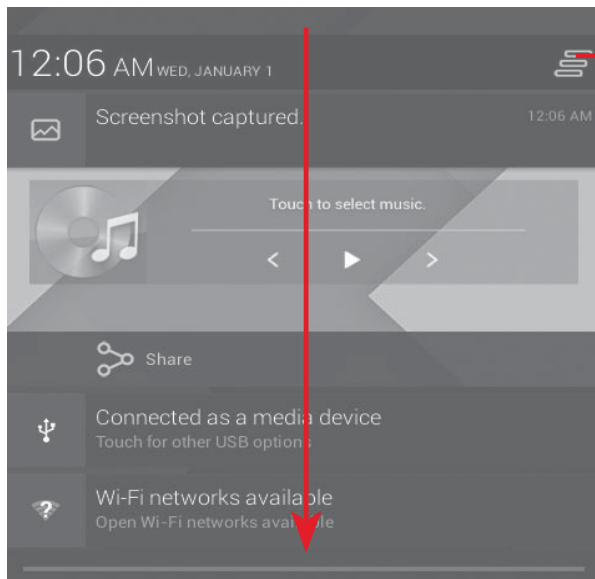 12:06 AM WED, JANUARY 1
Screenshot captured.
12:06 AM
Touch to select music.
Share
Connected as a media device
Touch for other USB options
Wi-Fi networks available
Open Wi-Fi networks available